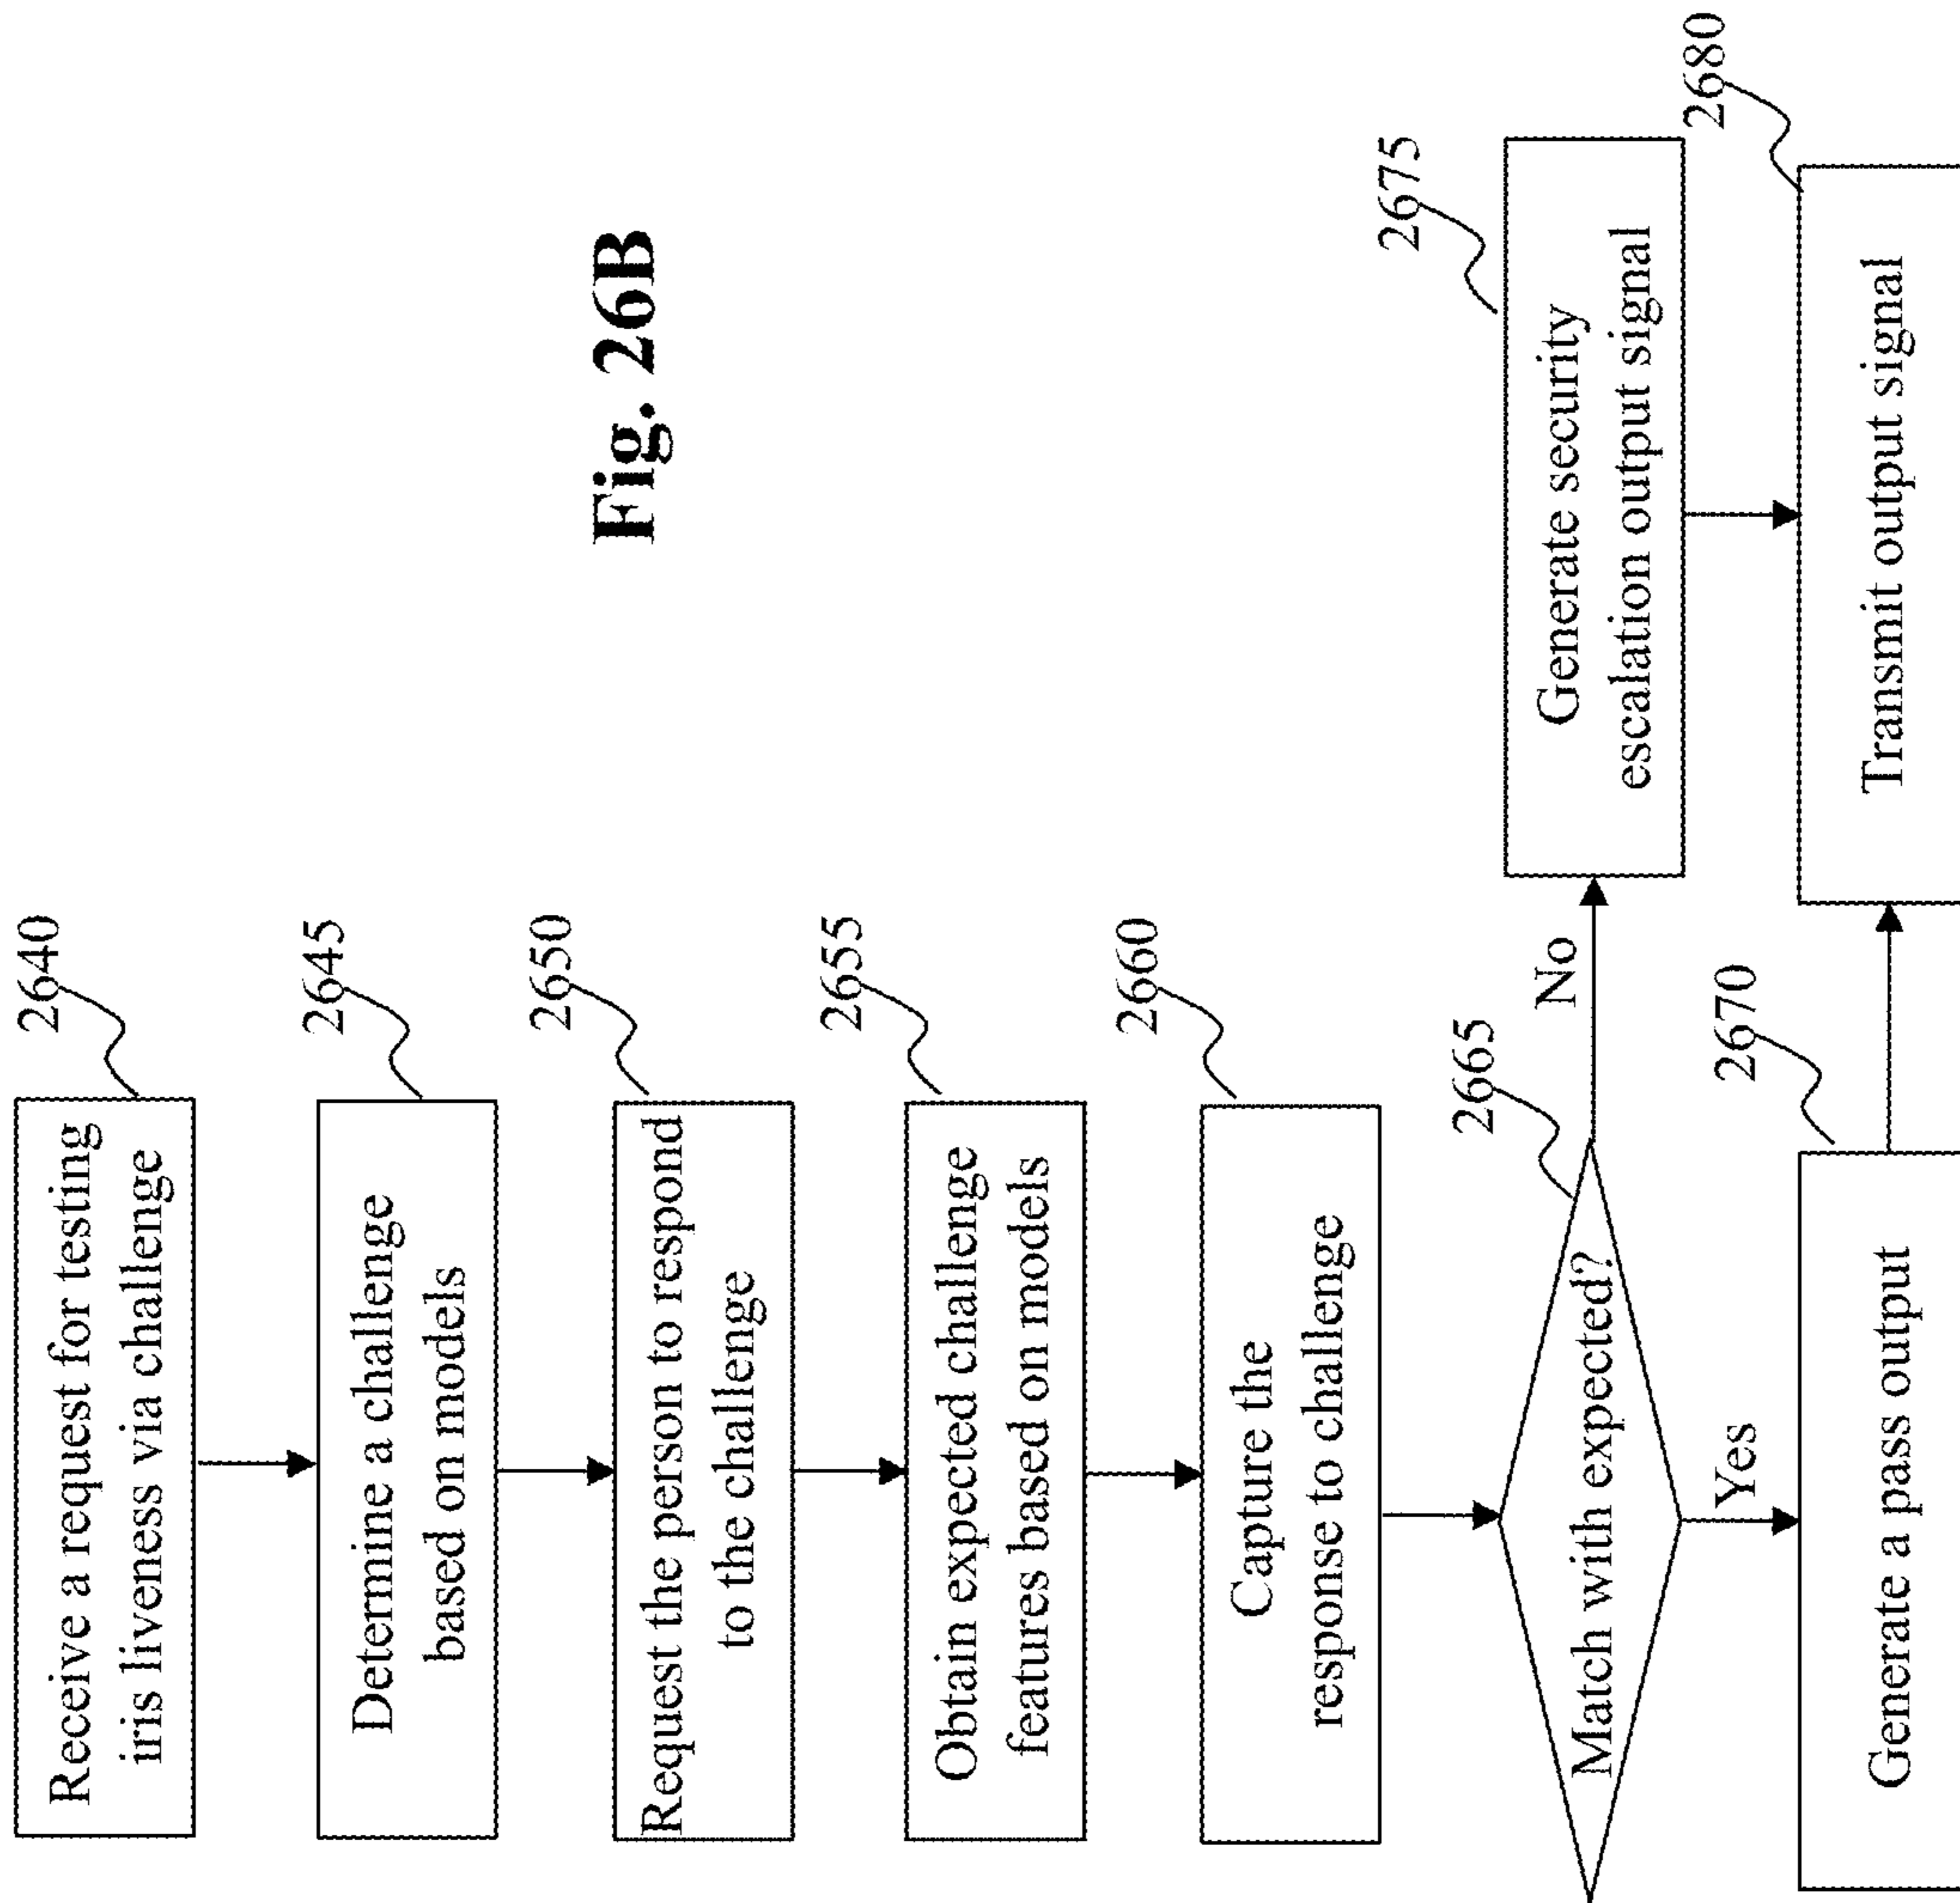 Receive a request for testing
iris liveness via challenge
2640
Determine a challenge
based on models
2645
Request the person to respond
to the challenge
2650
Obtain expected challenge
features based on models
2655
Capture the
response to challenge
2660
Match with expected?
2665
No
Yes
Generate a pass output
2670
Generate security
escalation output signal
2675
Transmit output signal
2680
Fig. 26B